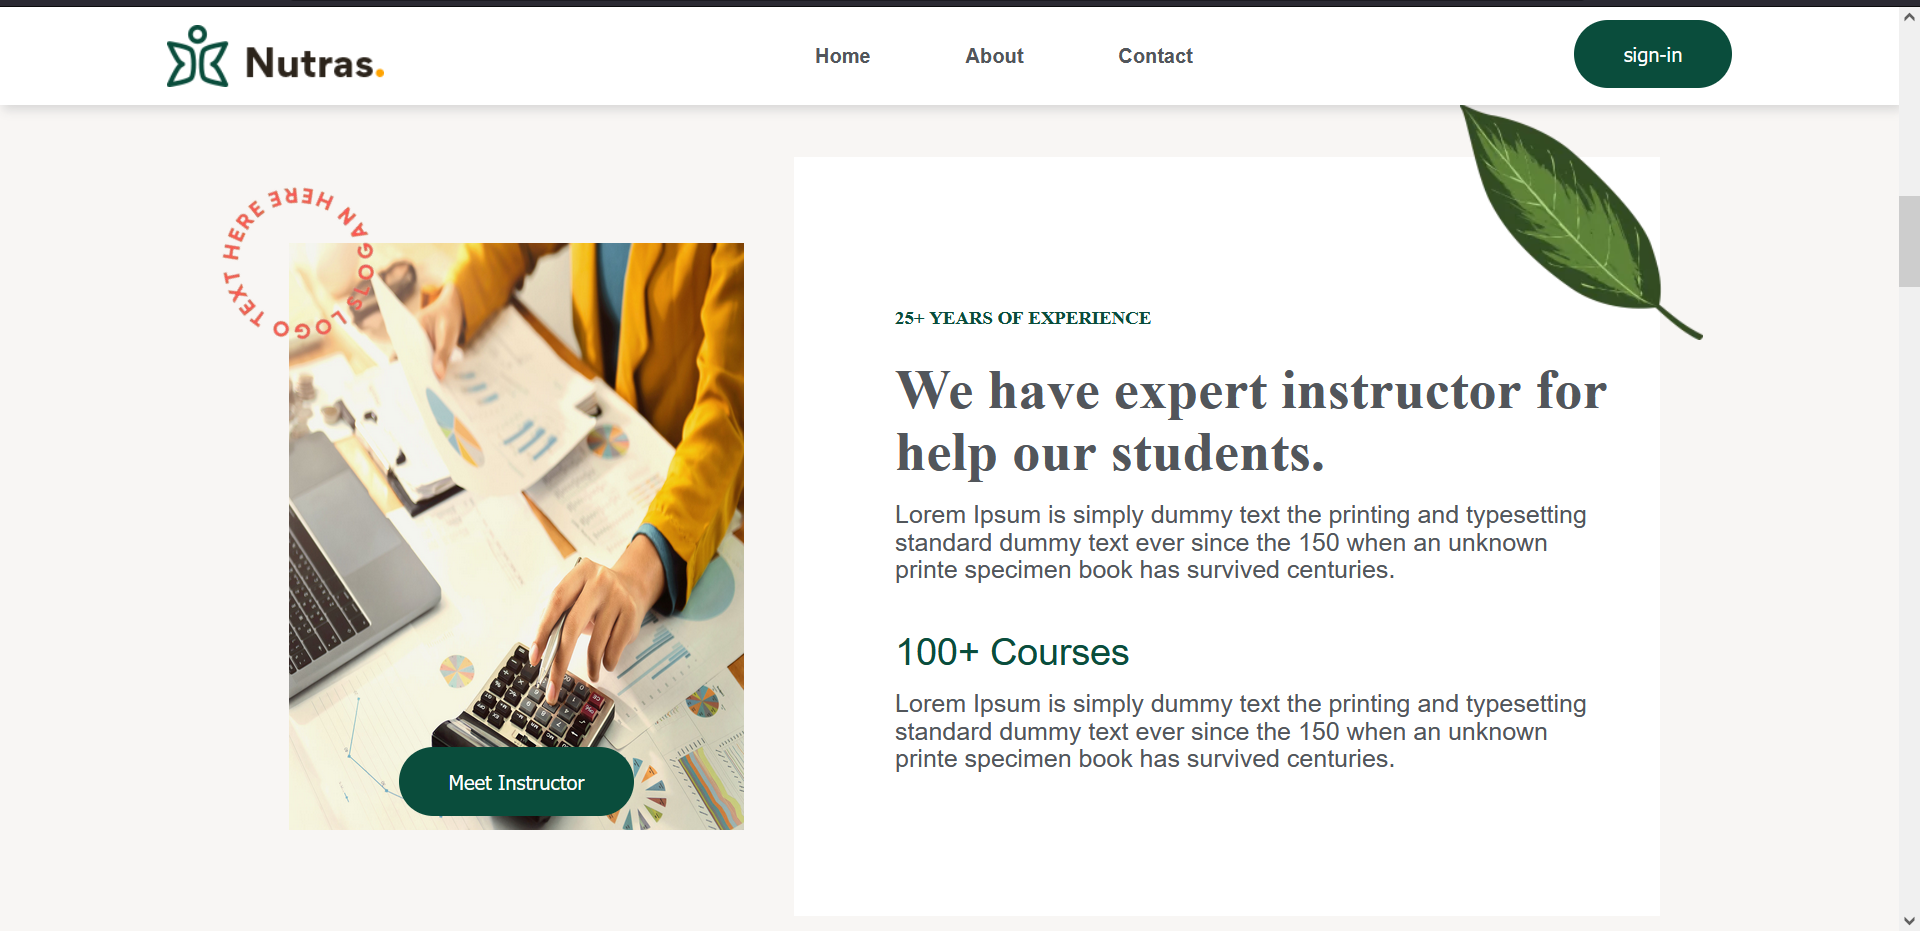 Nutras.
Home
About
Contact
sign-in
LOGO TEXT HERE HERE
SLOGAN HERE
25+ YEARS OF EXPERIENCE
We have expert instructor for
help our students.
Lorem Ipsum is simply dummy text the printing and typesetting
standard dummy text ever since the 150 when an unknown
printe specimen book has survived centuries.
100+ Courses
Lorem Ipsum is simply dummy text the printing and typesetting
standard dummy text ever since the 150 when an unknown
printe specimen book has survived centuries.
Meet Instructor